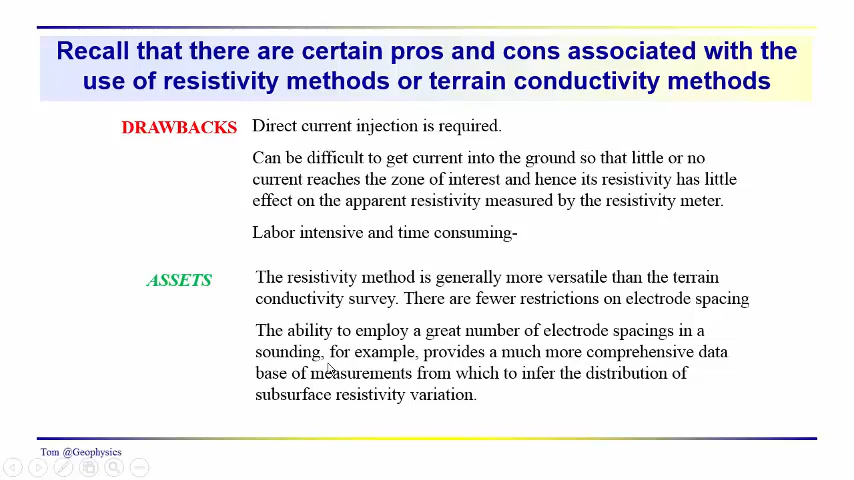 Recall that there are certain pros and cons associated with the
use of resistivity methods or terrain conductivity methods
DRAWBACKS Direct current injection is required.
Can be difficult to get current into the ground so that little or no
current reaches the zone of interest and hence its resistivity has little
effect on the apparent resistivity measured by the resistivity meter.
Labor intensive and time consuming-
ASSETS The resistivity method is generally more versatile than the terrain
conductivity survey. There are fewer restrictions on electrode spacing
The ability to employ a great number of electrode spacings in a
sounding, for example, provides a much more comprehensive data
base of measurements from which to infer the distribution of
subsurface resistivity variation.
Tom @Geophysics